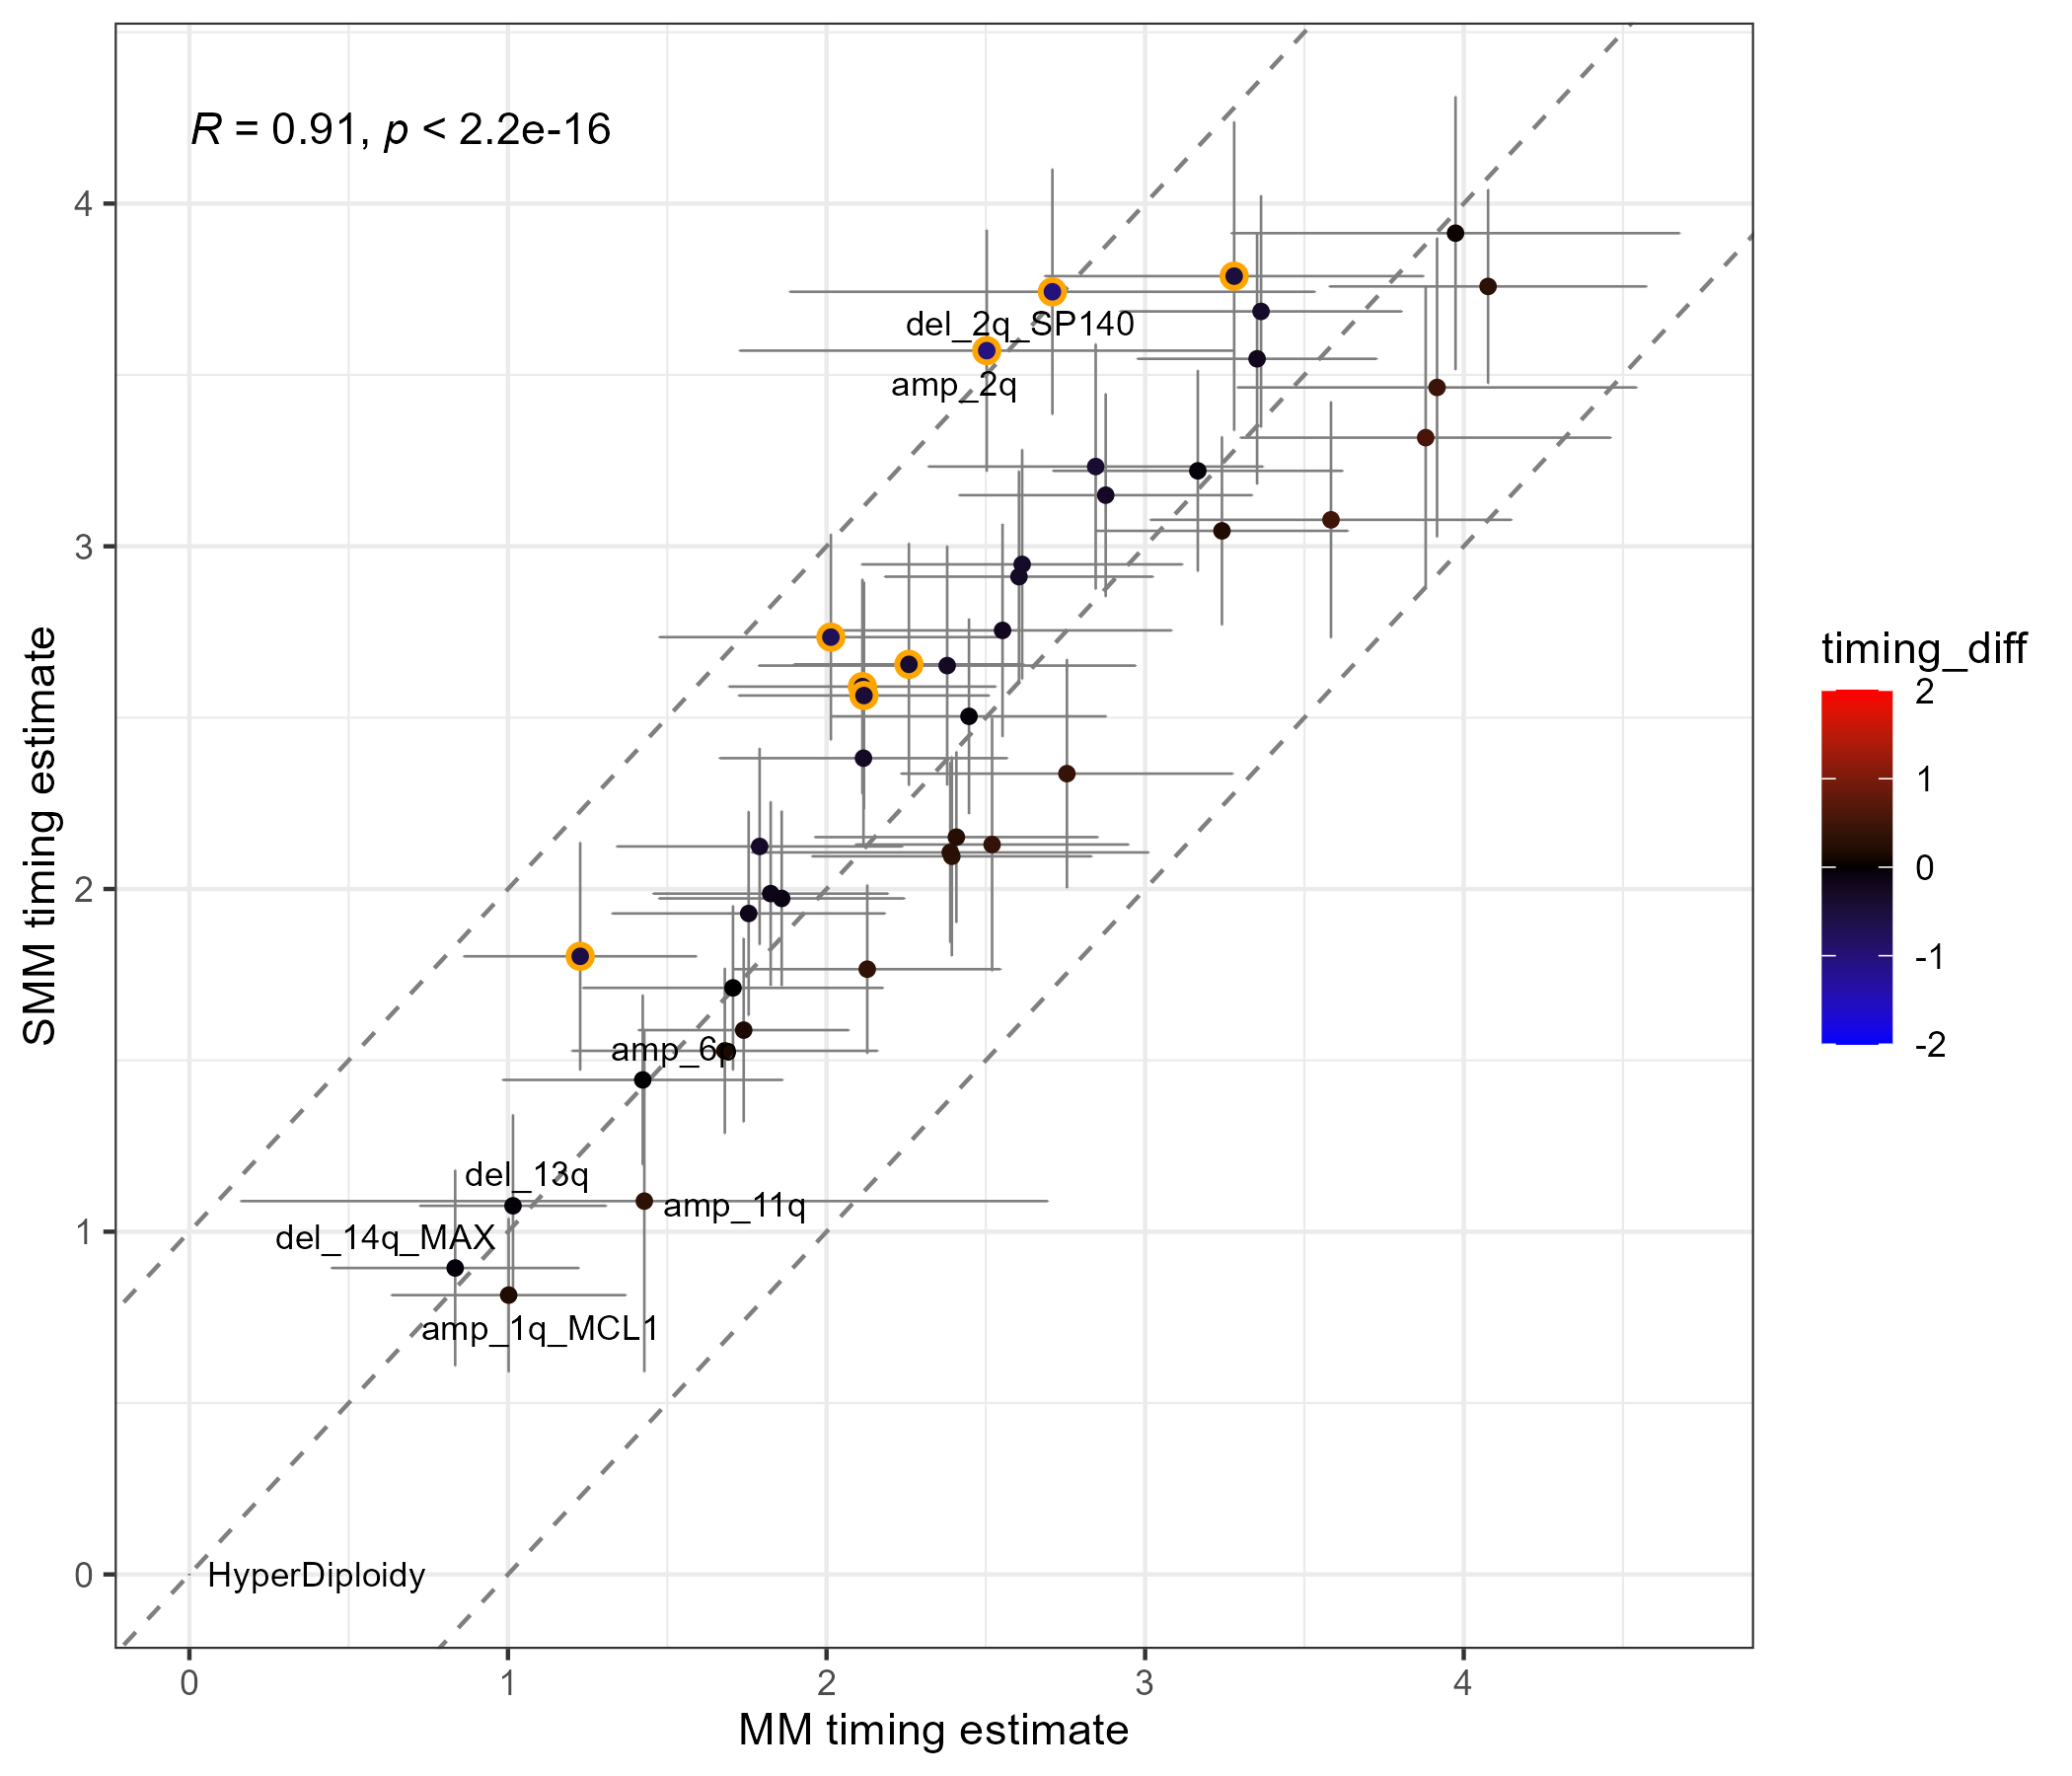 R = 0.91, p < 2.2e-16
del_2q_SP140
amp_2q
amp_6p
del_13q
amp_11q
del_14q_MAX
amp_1q_MCL1
HyperDiploidy
4
3
2
1
0
SMM timing estimate
0
1
2
3
4
MM timing estimate
timing_diff
2
1
0
-1
-2